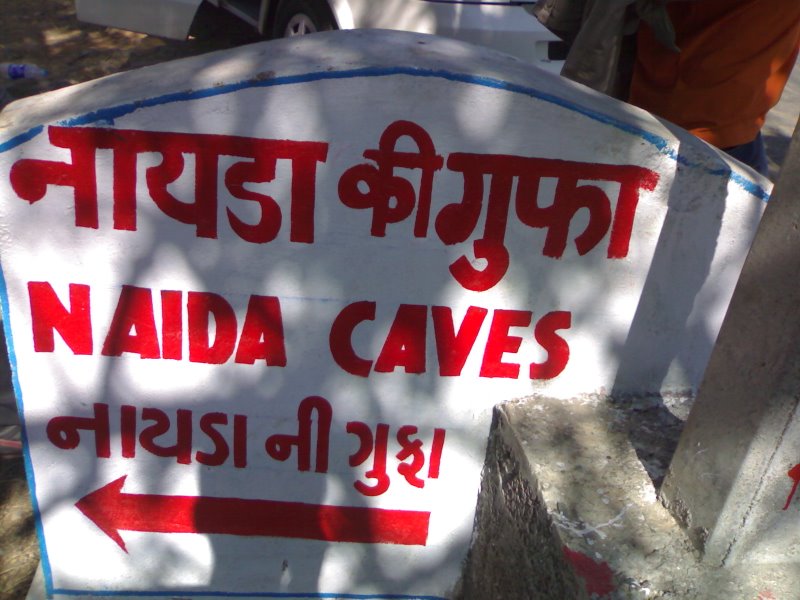 नायडा की गुफा
NAIDA CAVES
નાયડા ની ગુફા